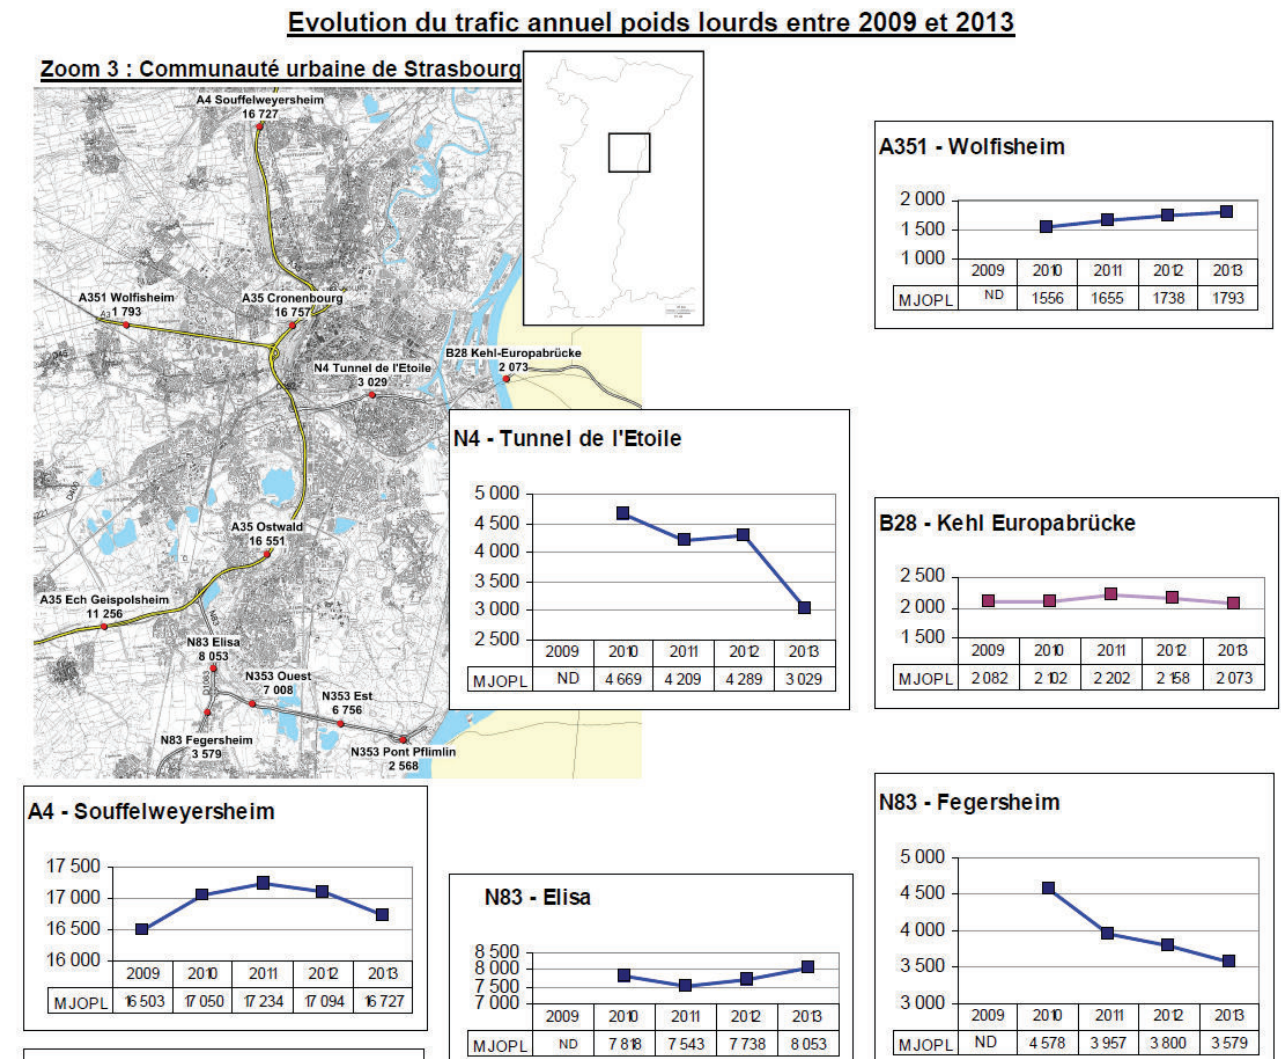 Evolution du trafic annuel poids lourds entre 2009 et 2013
Zoom 3 : Communauté urbaine de Strasbourg
A4 Souffelweyersheim
16 727
A351 Wolfisheim
1 793
A35 Cronenbourg
16 757
N4 Tunnel de l'Etoile
3 029
B28 Kehl-Europabrücke
2 073
A35 Ostwald
16 551
A35 Ech Geispolsheim
11 256
N83
N83 Elisa
8 053
D1083
N353 Ouest
7 008
N353 Est
6 756
N83 Fegersheim
3 579
N353 Pont Pflimlin
2 568
A351 - Wolfisheim
2 000
1 500
1 000
2009 2010 2011 2012 2013
MJOPL ND 1556 1655 1738 1793
N4 - Tunnel de l'Etoile
5 000
4 500
4 000
3 500
3 000
2 500
2009 2010 2011 2012 2013
MJOPL ND 4 669 4 209 4 289 3 029
B28 - Kehl Europabrücke
2 500
2 000
1 500
2009 2010 2011 2012 2013
MJOPL 2 082 2 102 2 202 2 158 2 073
A4 - Souffelweyersheim
17 500
17 000
16 500
16 000
2009 2010 2011 2012 2013
MJOPL 16 503 17 050 17 234 17 094 16 727
N83 - Elisa
8 500
8 000
7 500
7 000
2009 2010 2011 2012 2013
MJOPL ND 7 818 7 543 7 738 8 053
N83 - Fegersheim
5 000
4 500
4 000
3 500
3 000
2009 2010 2011 2012 2013
MJOPL ND 4 578 3 957 3 800 3 579